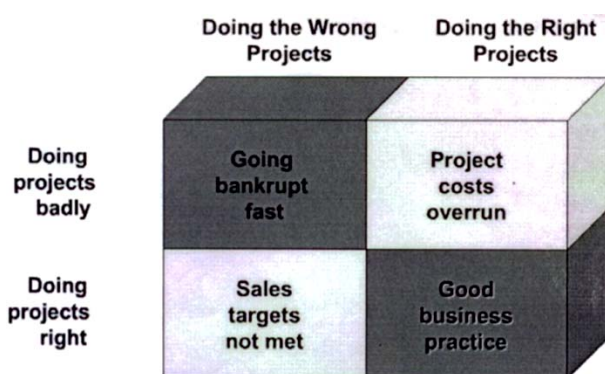 Doing the Wrong
Projects
Doing the Right
Projects
Doing
projects
badly
Going
bankrupt
fast
Project
costs
overrun
Doing
projects
right
Sales
targets
not met
Good
business
practice